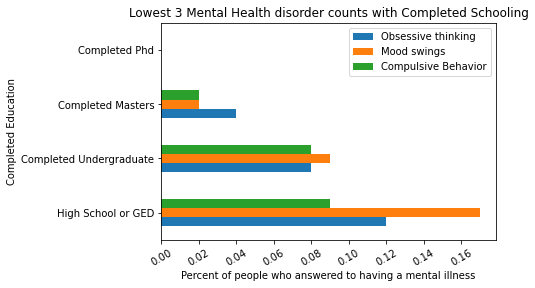 Lowest 3 Mental Health disorder counts with Completed Schooling
Obsessive thinking
Mood swings
Compulsive Behavior
Completed Education
Completed Phd
Completed Masters
Completed Undergraduate
High School or GED
0.00 0.02 0.04 0.06 0.08 0.10 0.12 0.14 0.16
Percent of people who answered to having a mental illness